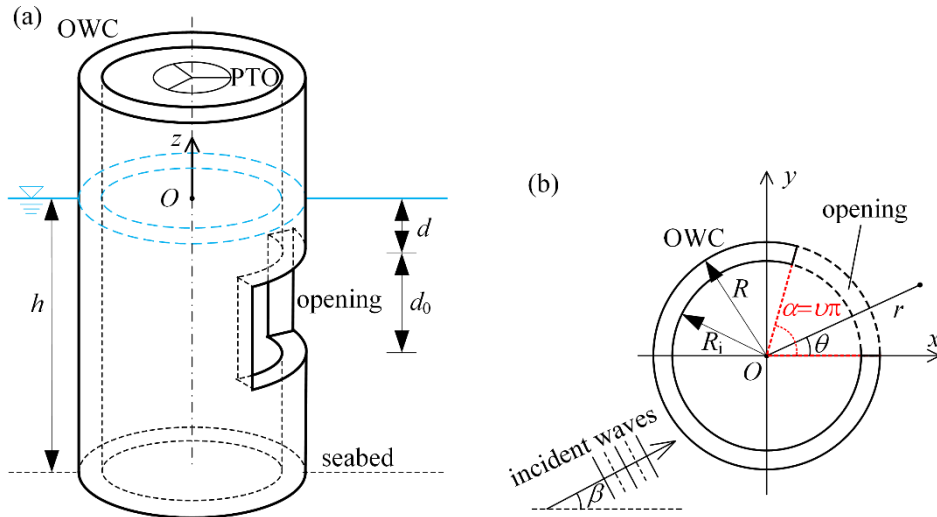 (a)
OWC
PTO
z
O
d
h
opening
d0
seabed
(b)
y
opening
OWC
R
α=υπ
r
Ri
θ
x
O
incident waves
β